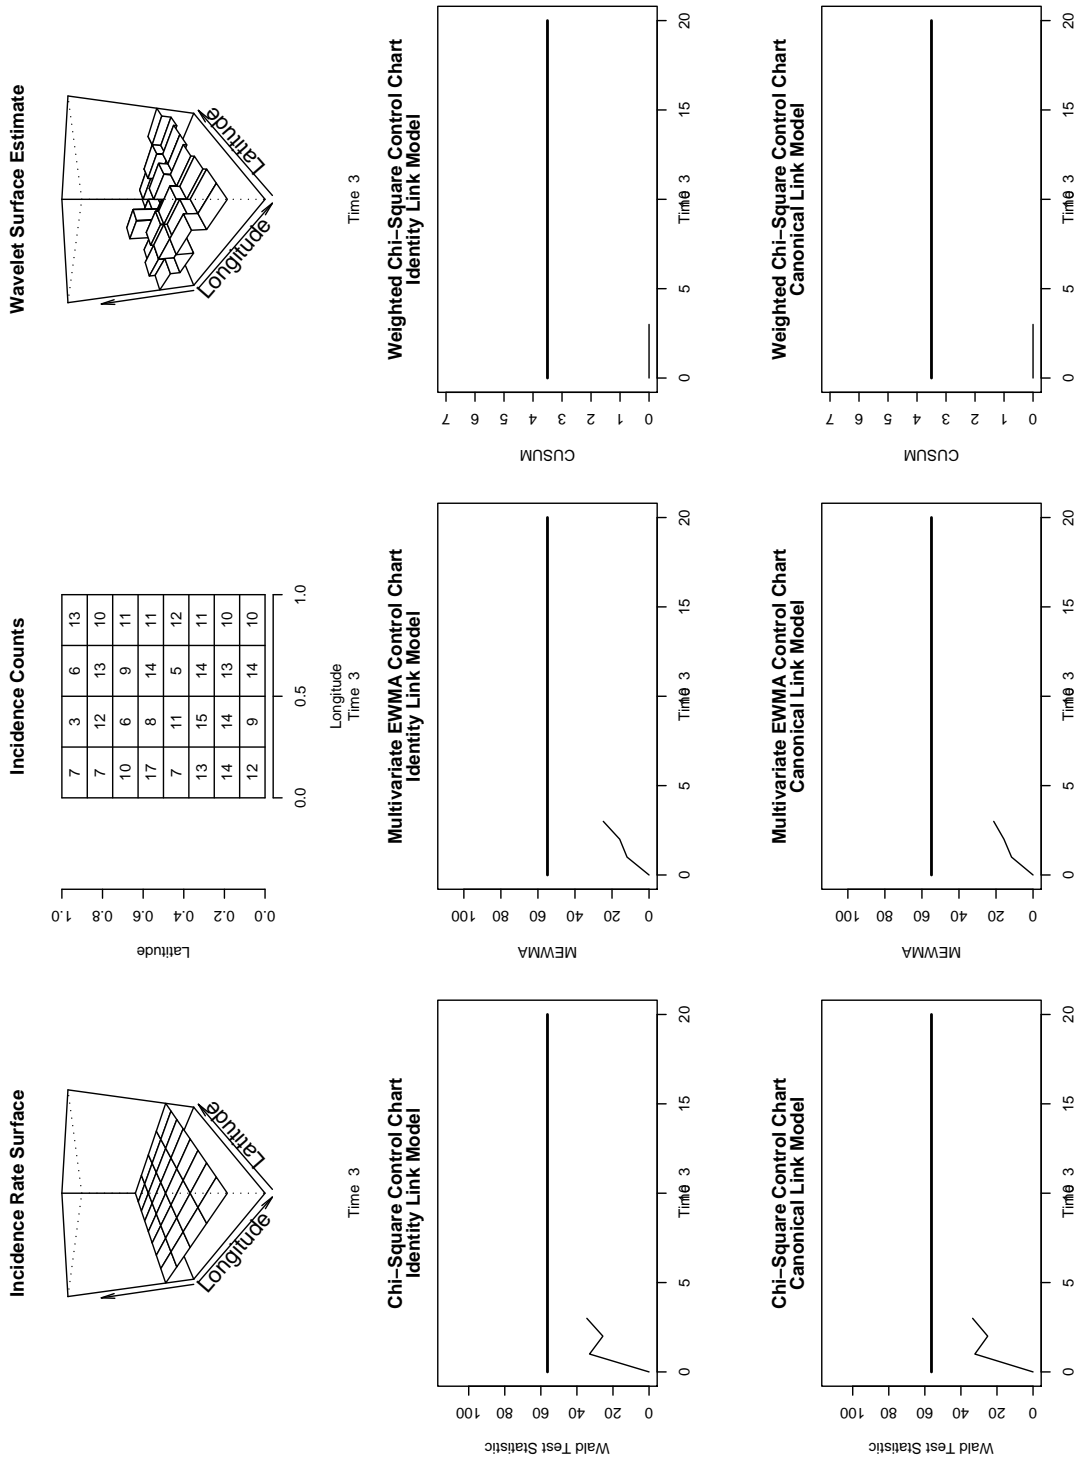 Incidence Rate Surface
Longitude
Latitude
Time 3
Incidence Counts
Latitude
1.0
0.8
0.6
0.4
0.2
0.0
7 3 6 13
7 12 13 10
10 6 9 11
17 8 14 11
7 11 5 12
13 15 14 11
14 14 13 10
12 9 14 10
0.0 0.5 1.0
Longitude
Time 3
Wavelet Surface Estimate
Longitude
Latitude
Time 3
Chi−Square Control Chart
Identity Link Model
Wald Test Statistic
100
80
60
40
20
0
0 5 10 15 20
Time 3
Multivariate EWMA Control Chart
Identity Link Model
MEWMA
100
80
60
40
20
0
0 5 10 15 20
Time 3
Weighted Chi−Square Control Chart
Identity Link Model
CUSUM
7
6
5
4
3
2
1
0
0 5 10 15 20
Time 3
Chi−Square Control Chart
Canonical Link Model
Wald Test Statistic
100
80
60
40
20
0
0 5 10 15 20
Time 3
Multivariate EWMA Control Chart
Canonical Link Model
MEWMA
100
80
60
40
20
0
0 5 10 15 20
Time 3
Weighted Chi−Square Control Chart
Canonical Link Model
CUSUM
7
6
5
4
3
2
1
0
0 5 10 15 20
Time 3